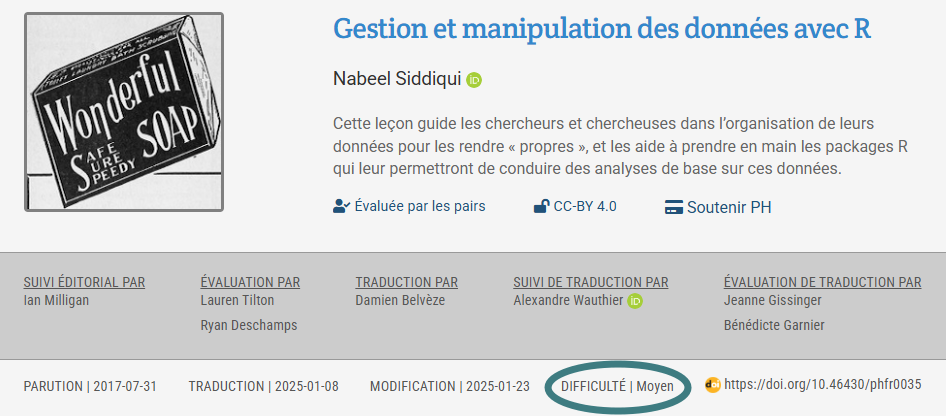 Wonderful
SOAP
SAFE
SURE
SPEEDY
Gestion et manipulation des données avec R
Nabeel Siddiqui iD
Cette leçon guide les chercheurs et chercheuses dans l'organisation de leurs
données pour les rendre « propres », et les aide à prendre en main les packages R
qui leur permettront de conduire des analyses de base sur ces données.
Évaluée par les pairs CC-BY 4.0 Soutenir PH
SUIVI ÉDITORIAL PAR ÉVALUATION PAR TRADUCTION PAR SUIVI DE TRADUCTION PAR ÉVALUATION DE TRADUCTION PAR
Ian Milligan Lauren Tilton Damien Belvèze Alexandre Wauthier iD Jeanne Gissinger
Ryan Deschamps Bénédicte Garnier
PARUTION | 2017-07-31 TRADUCTION | 2025-01-08 MODIFICATION | 2025-01-23 DIFFICULTÉ | Moyen doi https://doi.org/10.46430/phfr0035